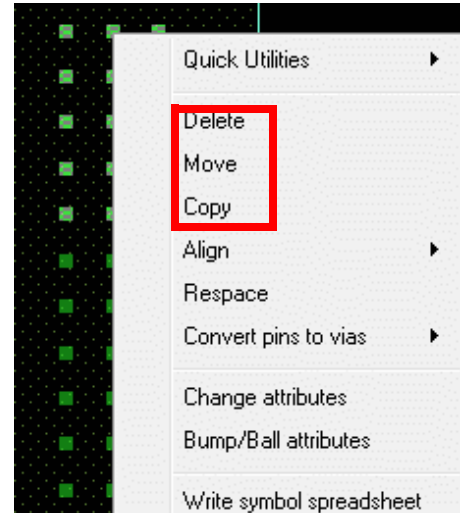 Quick Utilities
Delete
Move
Copy
Align
Respace
Convert pins to vias
Change attributes
Bump/Ball attributes
Write symbol spreadsheet